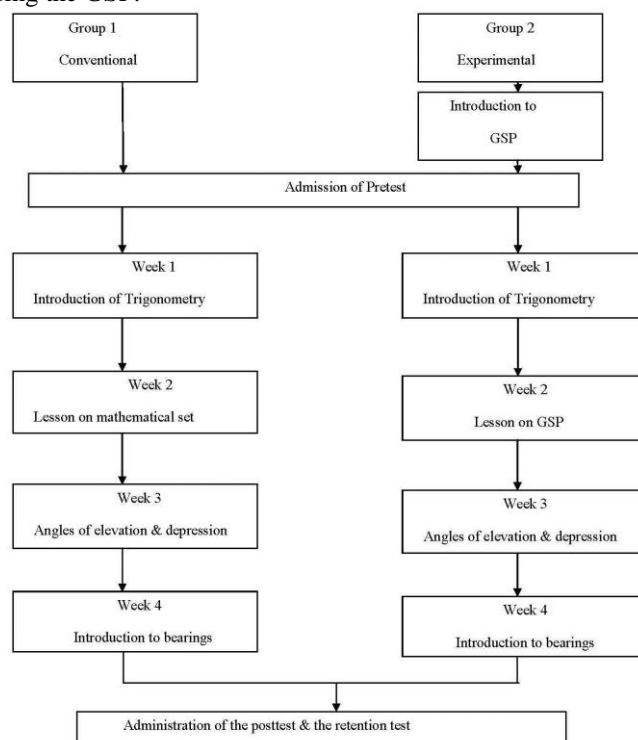 ing the GSP.
Group 1
Conventional
Group 2
Experimental
Introduction to
GSP
Admission of Pretest
Week 1
Introduction of Trigonometry
Week 1
Introduction of Trigonometry
Week 2
Lesson on mathematical set
Week 2
Lesson on GSP
Week 3
Angles of elevation & depression
Week 3
Angles of elevation & depression
Week 4
Introduction to bearings
Week 4
Introduction to bearings
Administration of the posttest & the retention test